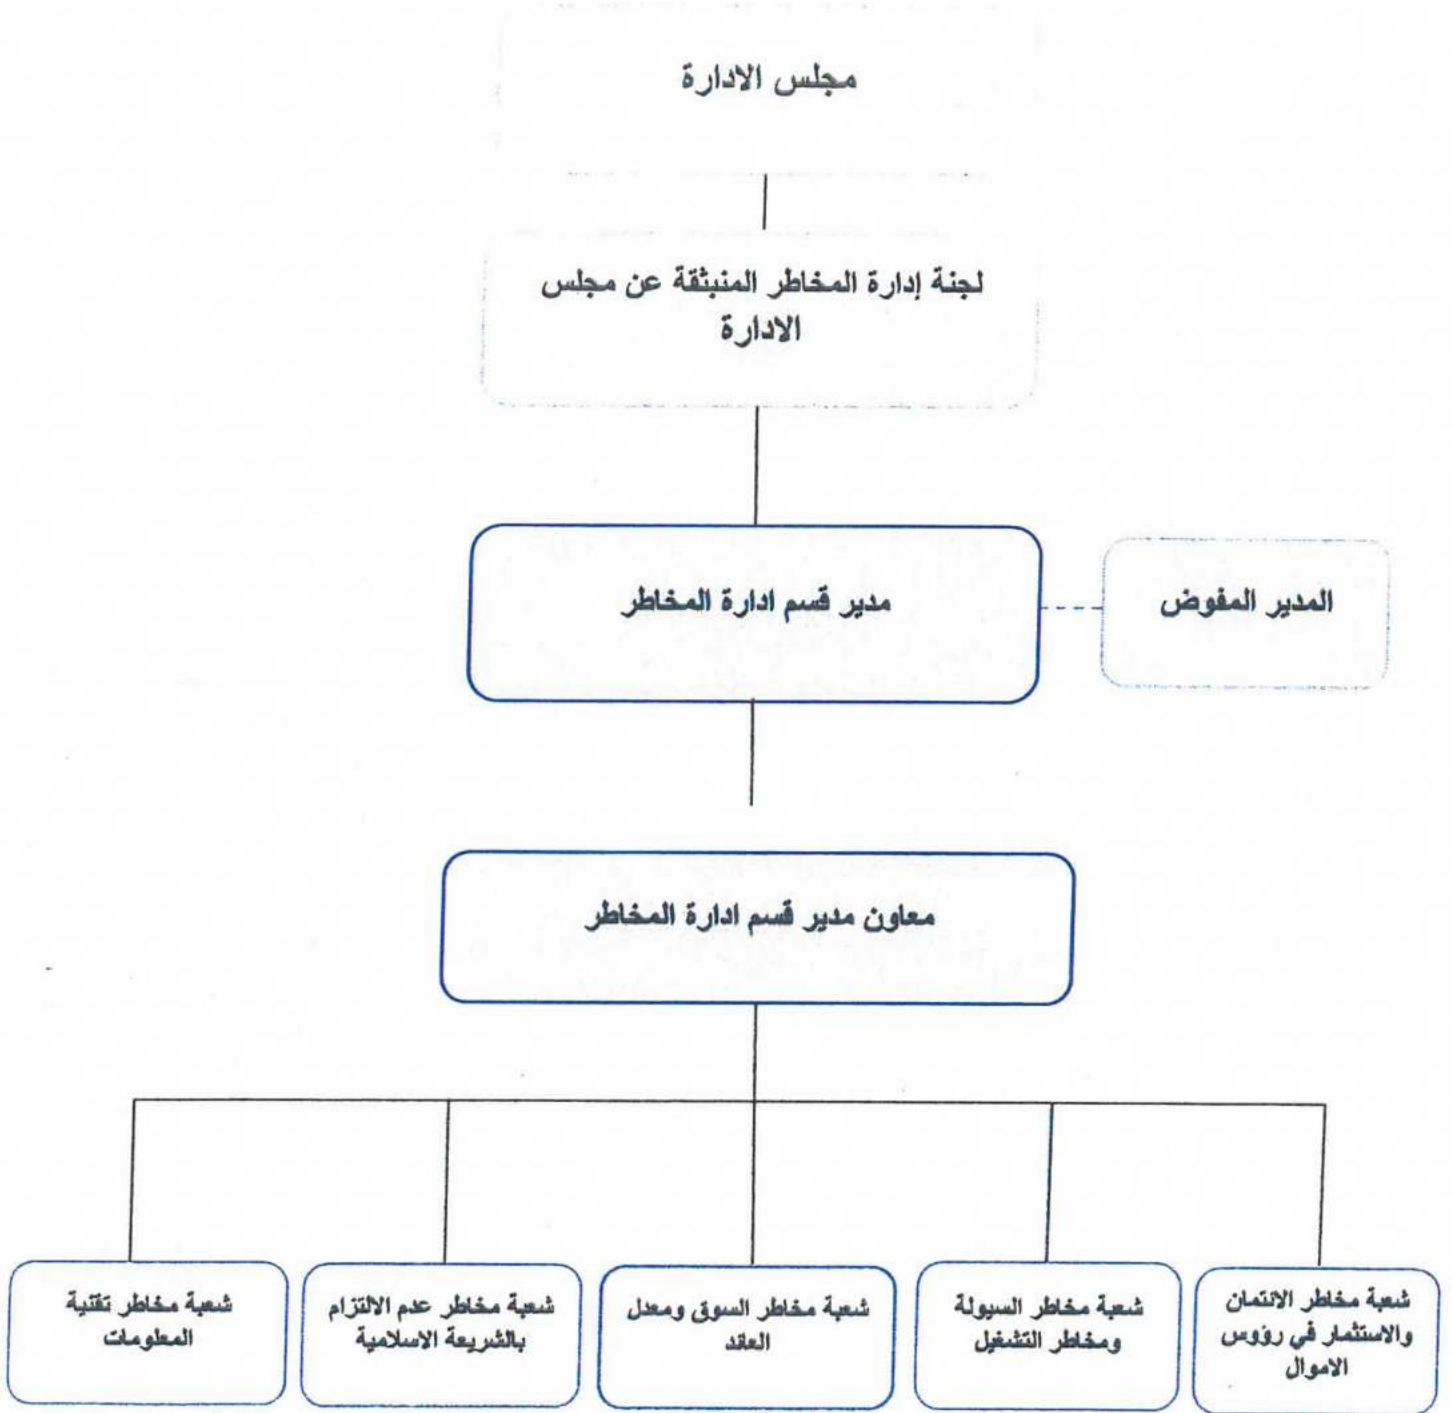 مجلس الادارة
لجنة إدارة المخاطر المنبثقة عن مجلس
الادارة
مدير قسم ادارة المخاطر
المدير المفوض
معاون مدير قسم ادارة المخاطر
شعبة مخاطر الائتمان
والاستثمار في رؤوس
الاموال
شعبة مخاطر السيولة
ومخاطر التشغيل
شعبة مخاطر السوق ومعدل
العائد
شعبة مخاطر عدم الالتزام
بالشريعة الاسلامية
شعبة مخاطر تقنية
المعلومات